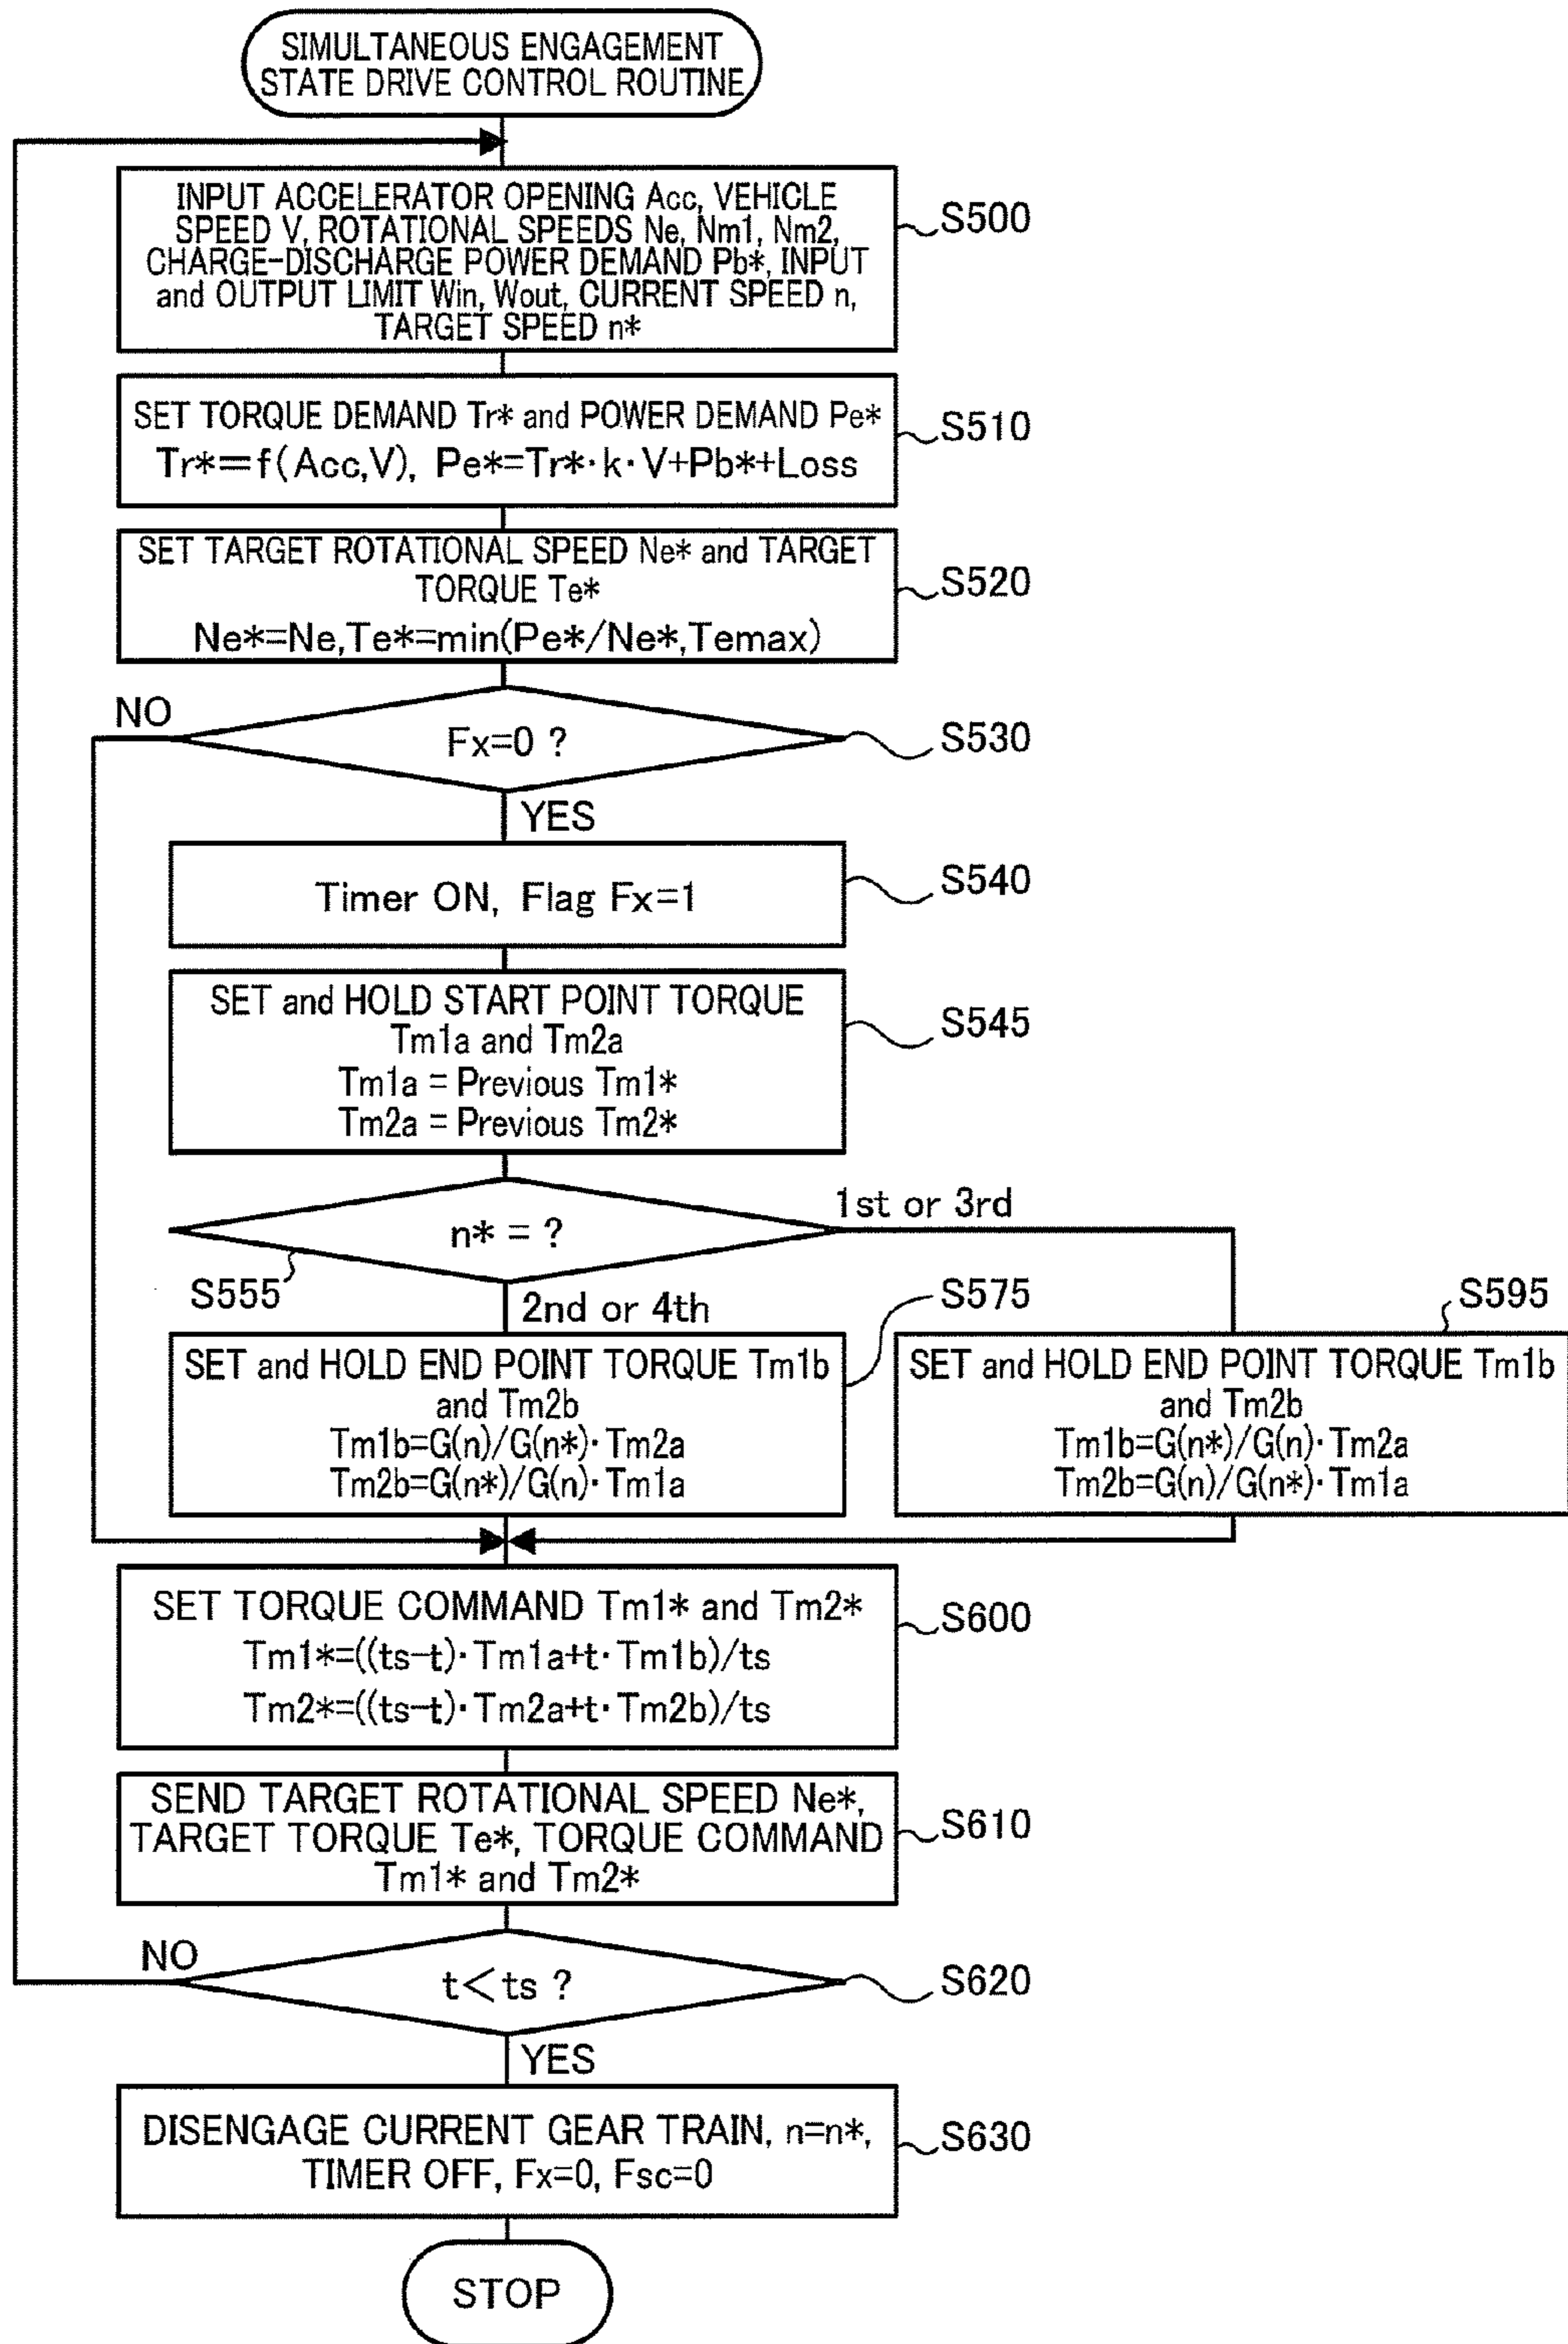 SIMULTANEOUS ENGAGEMENT
STATE DRIVE CONTROL ROUTINE
INPUT ACCELERATOR OPENING Acc, VEHICLE
SPEED V, ROTATIONAL SPEEDS Ne, Nm1, Nm2,
CHARGE-DISCHARGE POWER DEMAND Pb*, INPUT
and OUTPUT LIMIT Win, Wout, CURRENT SPEED n,
TARGET SPEED n*
S500
SET TORQUE DEMAND Tr* and POWER DEMAND Pe*
Tr*=f(Acc,V), Pe*=Tr*·k·V+Pb*+Loss
S510
SET TARGET ROTATIONAL SPEED Ne* and TARGET
TORQUE Te*
Ne*=Ne,Te*=min(Pe*/Ne*,Temax)
S520
NO
Fx=0 ?
S530
YES
Timer ON, Flag Fx=1
S540
SET and HOLD START POINT TORQUE
Tm1a and Tm2a
Tm1a = Previous Tm1*
Tm2a = Previous Tm2*
S545
n* = ?
1st or 3rd
S555
2nd or 4th
S575
S595
SET and HOLD END POINT TORQUE Tm1b
and Tm2b
Tm1b=G(n)/G(n*)·Tm2a
Tm2b=G(n*)/G(n)·Tm1a
SET and HOLD END POINT TORQUE Tm1b
and Tm2b
Tm1b=G(n*)/G(n)·Tm2a
Tm2b=G(n)/G(n*)·Tm1a
SET TORQUE COMMAND Tm1* and Tm2*
Tm1*=((ts-t)·Tm1a+t·Tm1b)/ts
Tm2*=((ts-t)·Tm2a+t·Tm2b)/ts
S600
SEND TARGET ROTATIONAL SPEED Ne*,
TARGET TORQUE Te*, TORQUE COMMAND
Tm1* and Tm2*
S610
NO
t<ts ?
S620
YES
DISENGAGE CURRENT GEAR TRAIN, n=n*,
TIMER OFF, Fx=0, Fsc=0
S630
STOP